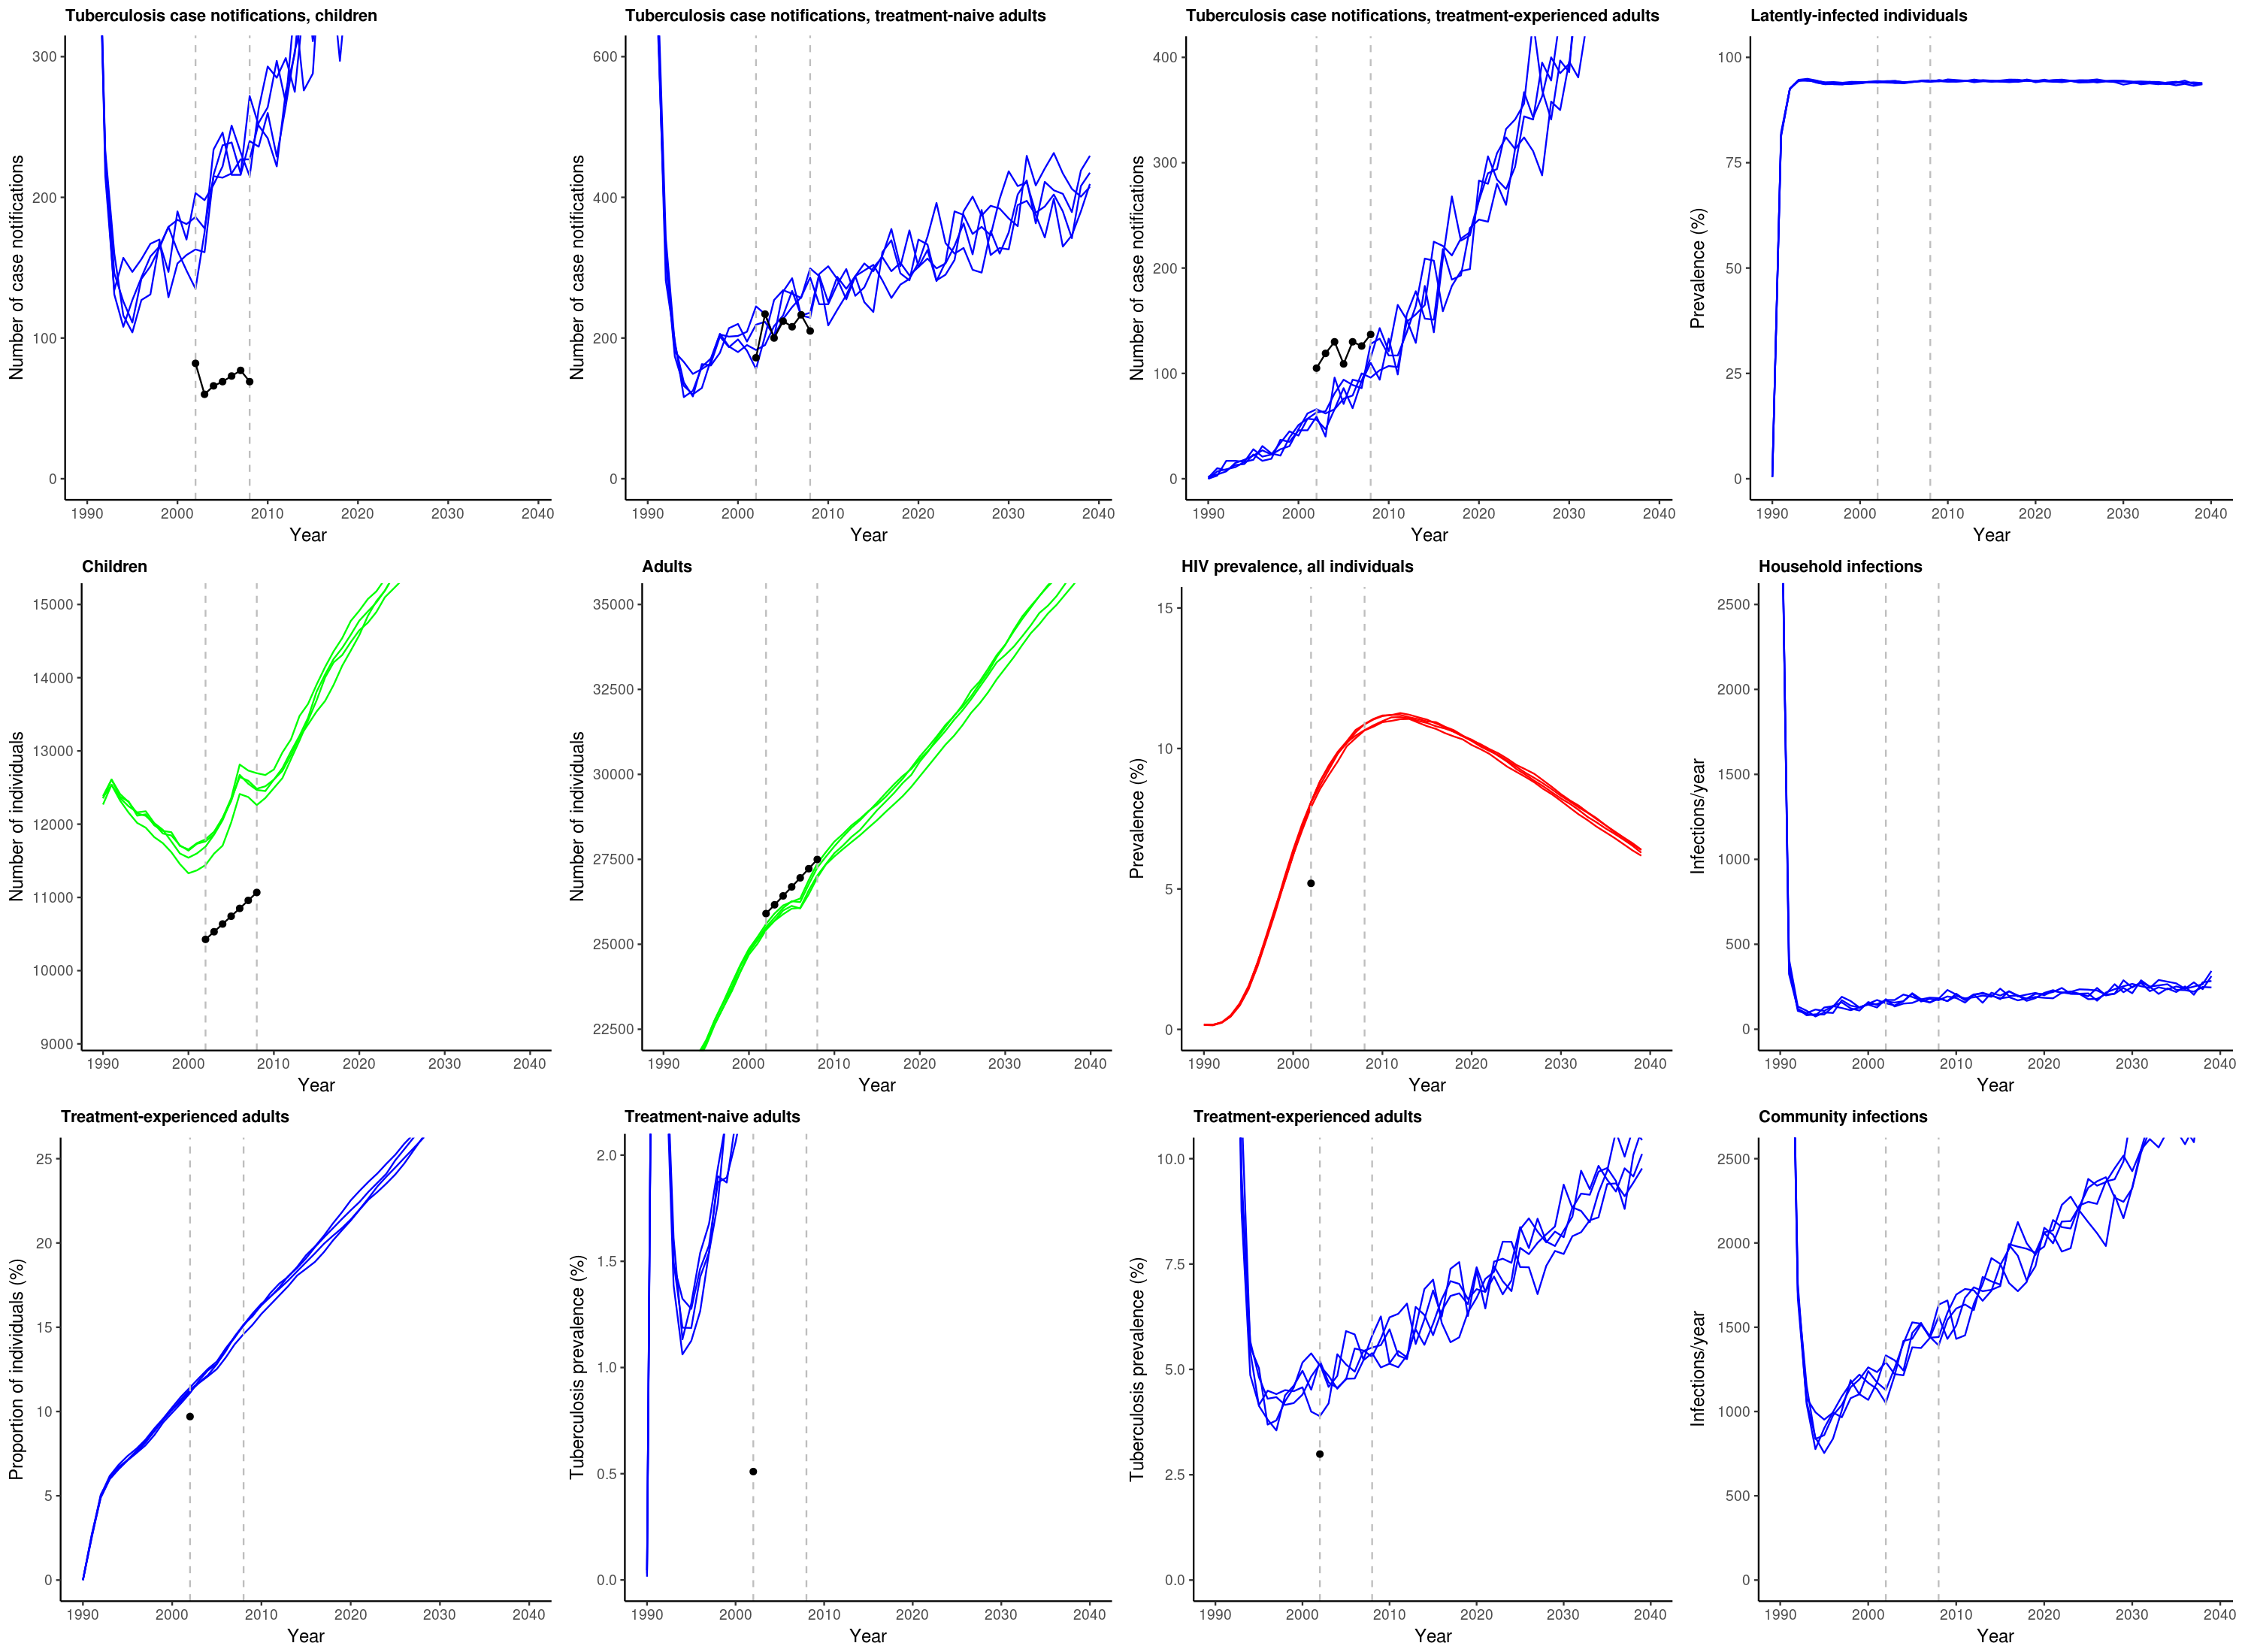 Tuberculosis case notifications, children
Number of case notifications
300
200
100
0
1990 2000 2010 2020 2030 2040
Year
Tuberculosis case notifications, treatment-naive adults
Number of case notifications
600
400
200
0
1990 2000 2010 2020 2030 2040
Year
Tuberculosis case notifications, treatment-experienced adults
Number of case notifications
400
300
200
100
0
1990 2000 2010 2020 2030 2040
Year
Latently-infected individuals
Prevalence (%)
100
75
50
25
0
1990 2000 2010 2020 2030 2040
Year
Children
Number of individuals
15000
14000
13000
12000
11000
10000
9000
1990 2000 2010 2020 2030 2040
Year
Adults
Number of individuals
35000
32500
30000
27500
25000
22500
1990 2000 2010 2020 2030 2040
Year
HIV prevalence, all individuals
Prevalence (%)
15
10
5
0
1990 2000 2010 2020 2030 2040
Year
Household infections
Infections/year
2500
2000
1500
1000
500
0
1990 2000 2010 2020 2030 2040
Year
Treatment-experienced adults
Proportion of individuals (%)
25
20
15
10
5
0
1990 2000 2010 2020 2030 2040
Year
Treatment-naive adults
Tuberculosis prevalence (%)
2.0
1.5
1.0
0.5
0.0
1990 2000 2010 2020 2030 2040
Year
Treatment-experienced adults
Tuberculosis prevalence (%)
10.0
7.5
5.0
2.5
0.0
1990 2000 2010 2020 2030 2040
Year
Community infections
Infections/year
2500
2000
1500
1000
500
0
1990 2000 2010 2020 2030 2040
Year